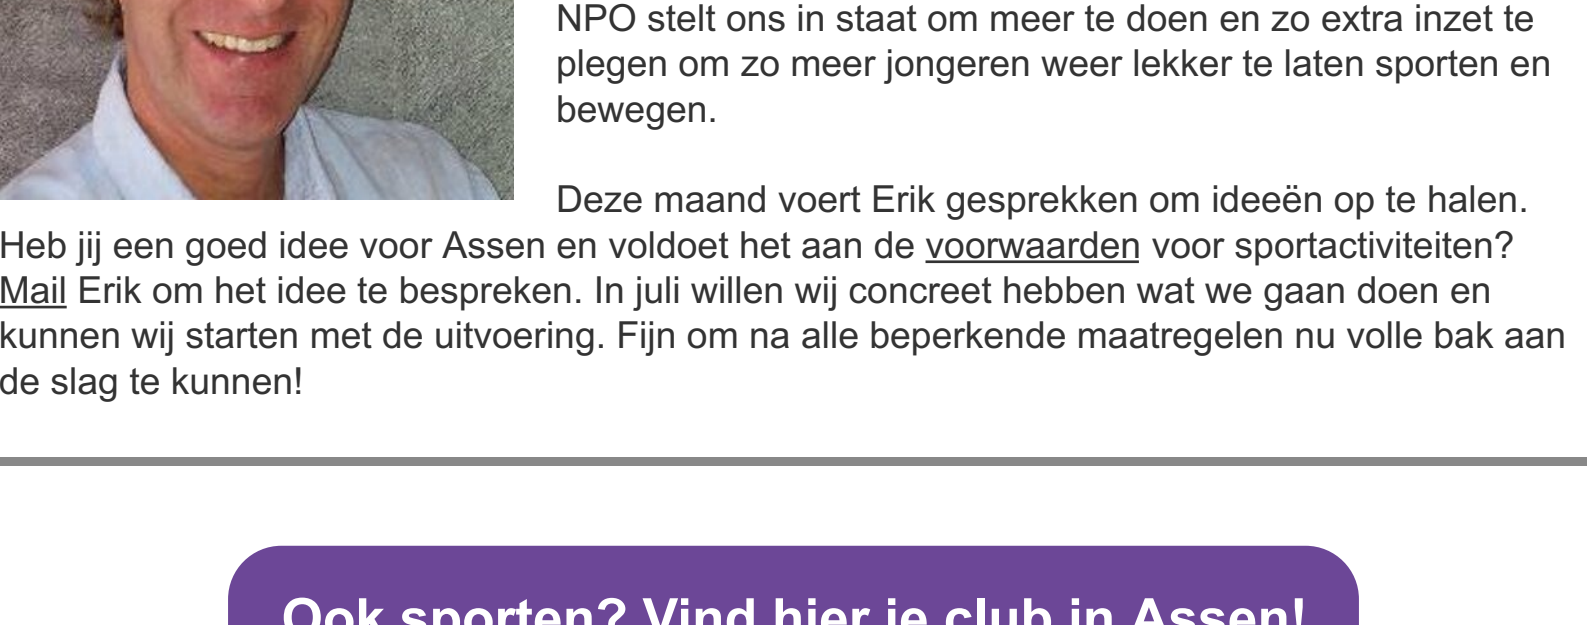 NPO stelt ons in staat om meer te doen en zo extra inzet te
plegen om zo meer jongeren weer lekker te laten sporten en
bewegen.
Deze maand voert Erik gesprekken om ideeën op te halen.
Heb jij een goed idee voor Assen en voldoet het aan de voorwaarden voor sportactiviteiten?
Mail Erik om het idee te bespreken. In juli willen wij concreet hebben wat we gaan doen en
kunnen wij starten met de uitvoering. Fijn om na alle beperkende maatregelen nu volle bak aan
de slag te kunnen!
Ook sporten? Vind hier je club in Assen!